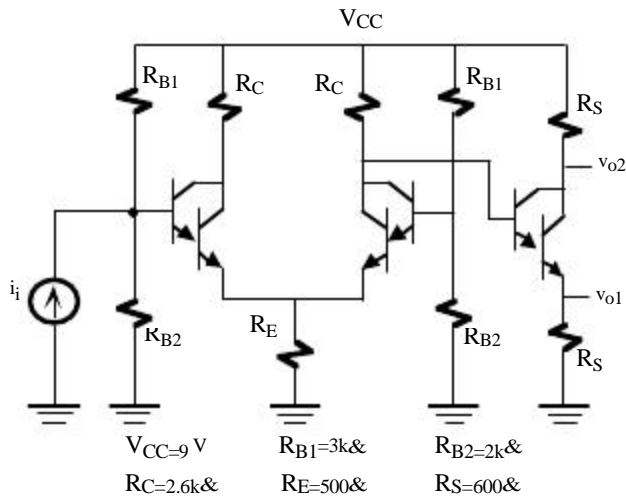 VCC
RB1 RC RC RB1
RS
vo2
ii
vo1
RB2 RE RB2 RS
VCC=9 V RB1=3k& RB2=2k&
RC=2.6k& RE=500& RS=600&